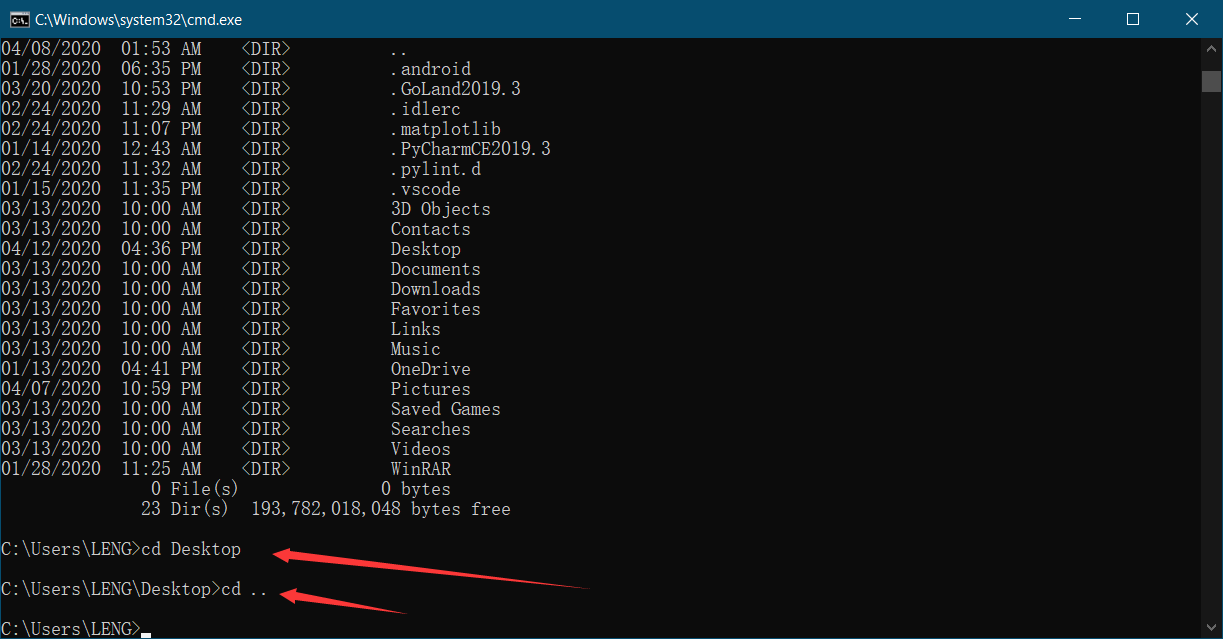 C:\Windows\system32\cmd.exe
04/08/2020  01:53 AM    <DIR>          ..
01/28/2020  06:35 PM    <DIR>          .android
03/20/2020  10:53 PM    <DIR>          .GoLand2019.3
02/24/2020  11:29 AM    <DIR>          .idlerc
02/24/2020  11:07 PM    <DIR>          .matplotlib
01/14/2020  12:43 AM    <DIR>          .PyCharmCE2019.3
02/24/2020  11:32 AM    <DIR>          .pylint.d
01/15/2020  11:35 PM    <DIR>          .vscode
03/13/2020  10:00 AM    <DIR>          3D Objects
03/13/2020  10:00 AM    <DIR>          Contacts
04/12/2020  04:36 PM    <DIR>          Desktop
03/13/2020  10:00 AM    <DIR>          Documents
03/13/2020  10:00 AM    <DIR>          Downloads
03/13/2020  10:00 AM    <DIR>          Favorites
03/13/2020  10:00 AM    <DIR>          Links
03/13/2020  10:00 AM    <DIR>          Music
01/13/2020  04:41 PM    <DIR>          OneDrive
04/07/2020  10:59 PM    <DIR>          Pictures
03/13/2020  10:00 AM    <DIR>          Saved Games
03/13/2020  10:00 AM    <DIR>          Searches
03/13/2020  10:00 AM    <DIR>          Videos
01/28/2020  11:25 AM    <DIR>          WinRAR
               0 File(s)              0 bytes
              23 Dir(s)  193,782,018,048 bytes free
C:\Users\LENG>cd Desktop
C:\Users\LENG\Desktop>cd ..
C:\Users\LENG>